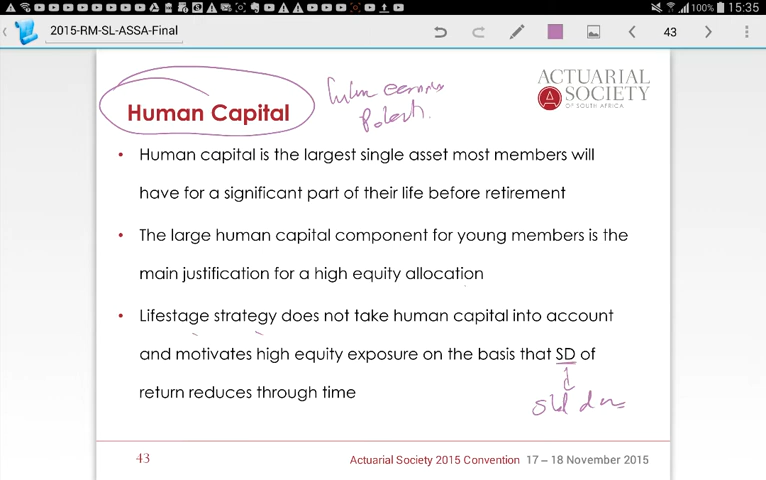 100% 15:35
2015-RM-SL-ASSA-Final
43
ACTUARIAL
SOCIETY
OF SOUTH AFRICA
Human Capital
future earnings
Potent.
• Human capital is the largest single asset most members will
have for a significant part of their life before retirement
• The large human capital component for young members is the
main justification for a high equity allocation
• Lifestage strategy does not take human capital into account
and motivates high equity exposure on the basis that SD of
return reduces through time
Std dev
43
Actuarial Society 2015 Convention 17 – 18 November 2015